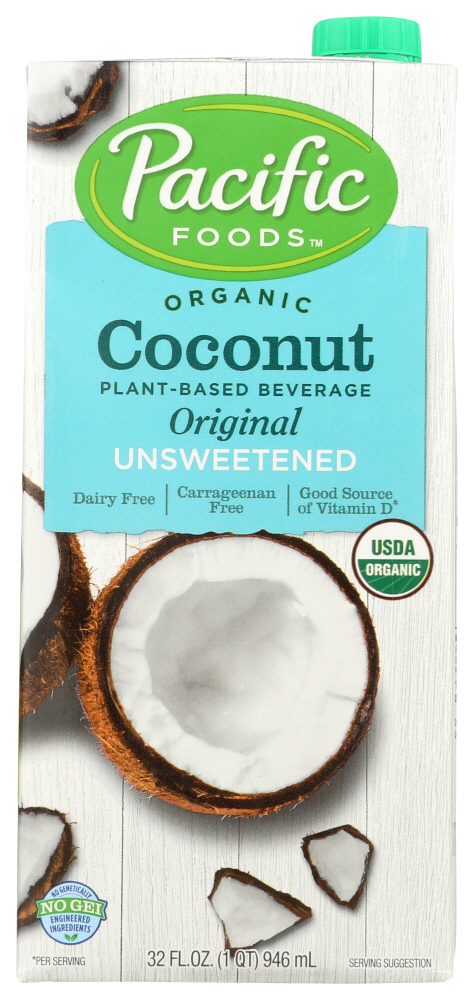 Pacific
FOODS™
ORGANIC
Coconut
PLANT-BASED BEVERAGE
Original
UNSWEETENED
Dairy Free | Carrageenan Free | Good Source of Vitamin D*
USDA
ORGANIC
NO GENETICALLY
NO GEI
ENGINEERED
INGREDIENTS
*PER SERVING
32 FL.OZ. (1 QT) 946 mL
SERVING SUGGESTION